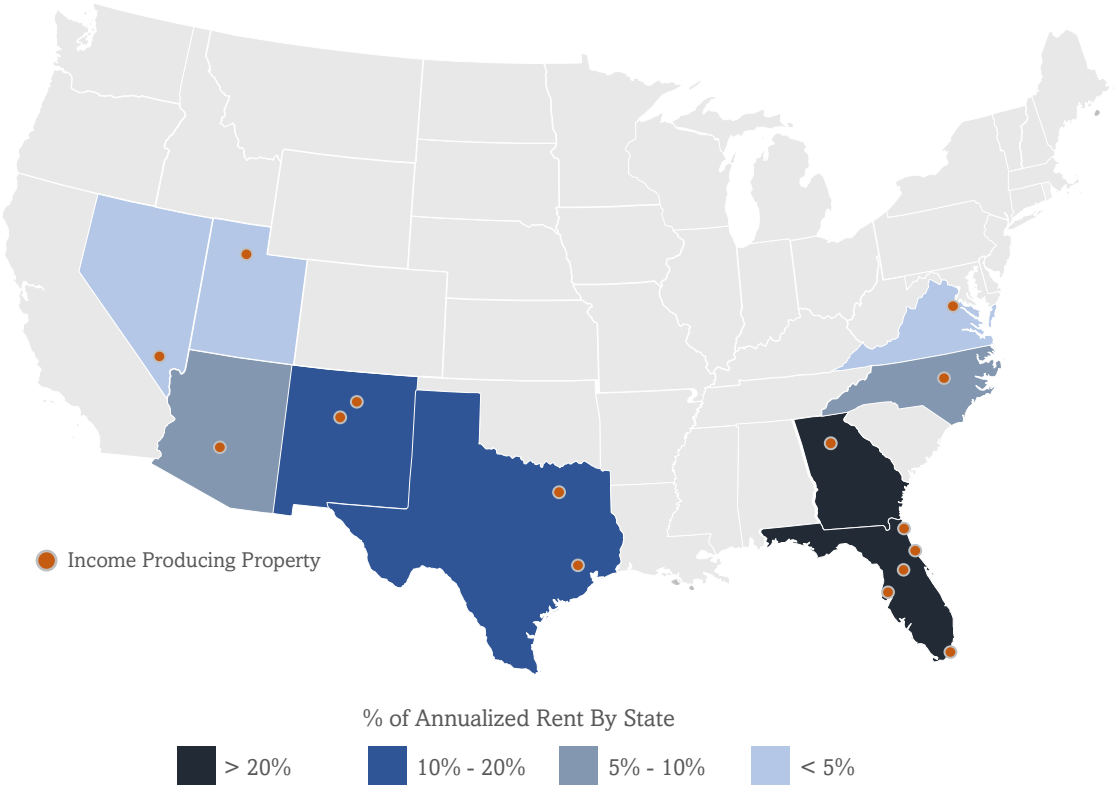 Income Producing Property
% of Annualized Rent By State
> 20%
10% - 20%
5% - 10%
< 5%